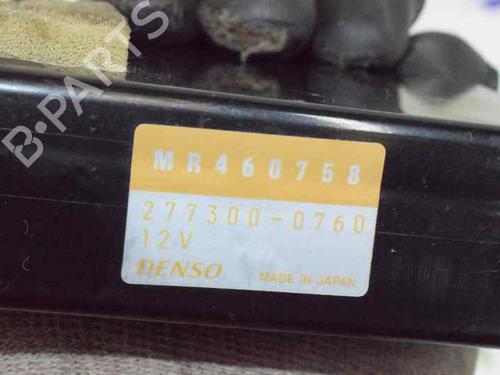 B-PARTS
MR460758
277300-0760
12V
DENSO MADE IN JAPAN